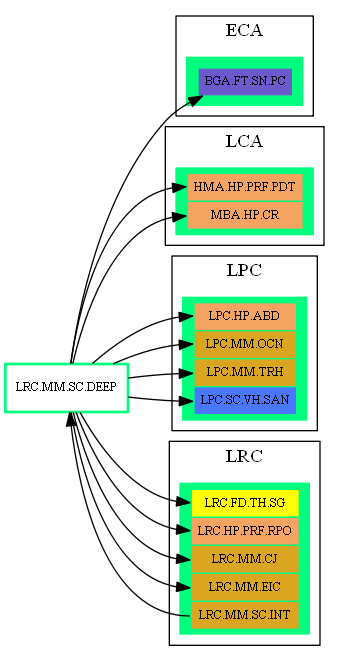 ECA
BGA.FT.SN.PC
LCA
HMA.HP.PRF.PDT
MBA.HP.CR
LPC
LPC.HP.ABD
LPC.MM.OCN
LPC.MM.TRH
LPC.SC.VH.SAN
LRC.MM.SC.DEEP
LRC
LRC.FD.TH.SG
LRC.HP.PRF.RPO
LRC.MM.CJ
LRC.MM.EIC
LRC.MM.SC.INT